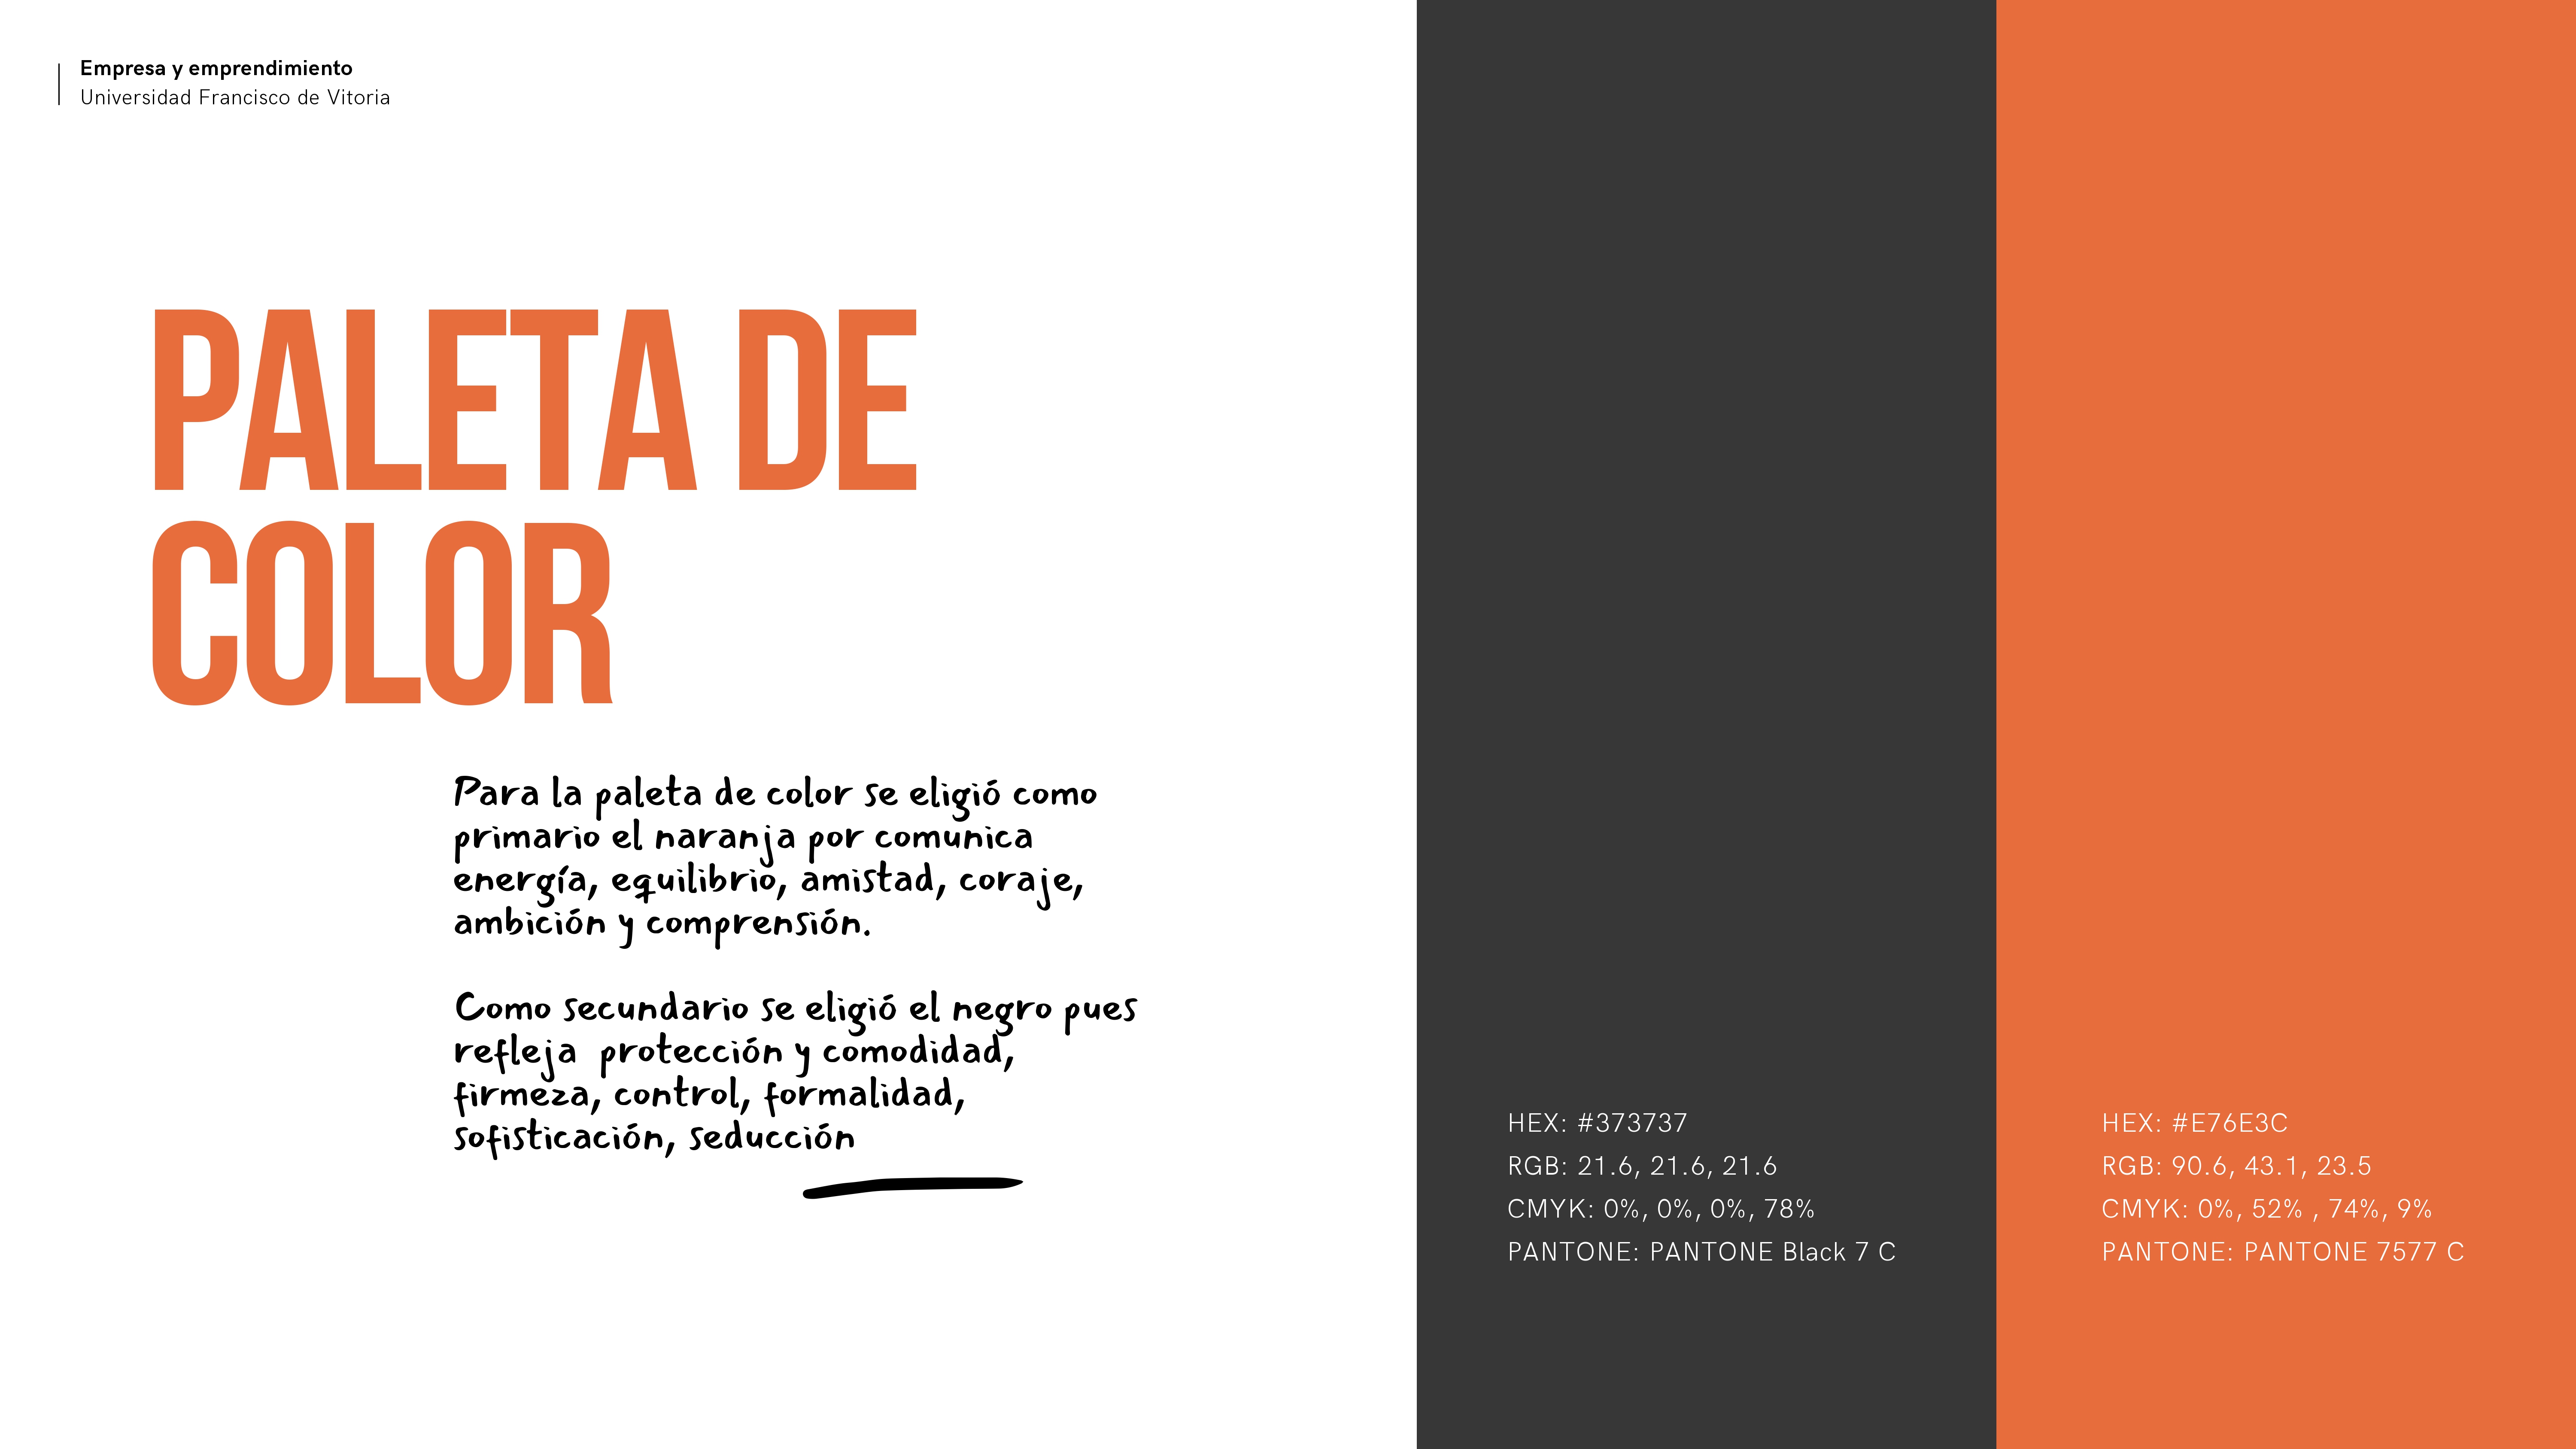 Empresa y emprendimiento
Universidad Francisco de Vitoria
PALETA DE
COLOR
Para la paleta de color se eligió como
primario el naranja por comunica
energía, equilibrio, amistad, coraje,
ambición y comprensión.
Como secundario se eligió el negro pues
refleja  protección y comodidad,
firmeza, control, formalidad,
sofisticación, seducción
HEX: #373737
RGB: 21.6, 21.6, 21.6
CMYK: 0%, 0%, 0%, 78%
PANTONE: PANTONE Black 7 C
HEX: #E76E3C
RGB: 90.6, 43.1, 23.5
CMYK: 0%, 52% , 74%, 9%
PANTONE: PANTONE 7577 C